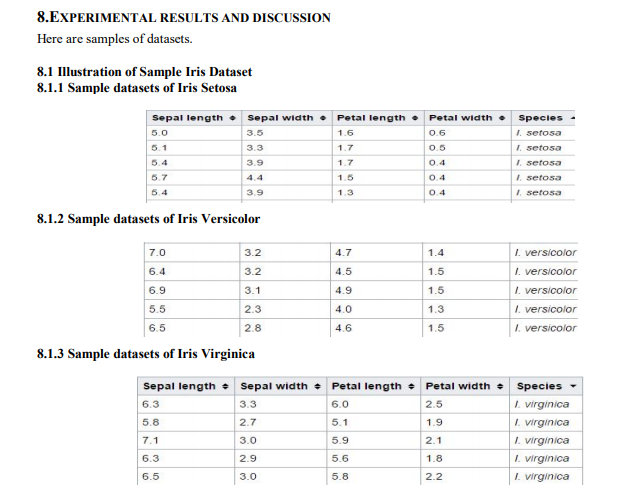 8.EXPERIMENTAL RESULTS AND DISCUSSION
Here are samples of datasets.
8.1 Illustration of Sample Iris Dataset
8.1.1 Sample datasets of Iris Setosa
Sepal length Sepal width Petal length Petal width Species
5.0 3.5 1.6 0.6 I. setosa
5.1 3.3 1.7 0.5 I. setosa
5.4 3.9 1.7 0.4 I. setosa
5.7 4.4 1.5 0.4 I. setosa
5.4 3.9 1.3 0.4 I. setosa
8.1.2 Sample datasets of Iris Versicolor
7.0 3.2 4.7 1.4 I. versicolor
6.4 3.2 4.5 1.5 I. versicolor
6.9 3.1 4.9 1.5 I. versicolor
5.5 2.3 4.0 1.3 I. versicolor
6.5 2.8 4.6 1.5 I. versicolor
8.1.3 Sample datasets of Iris Virginica
Sepal length Sepal width Petal length Petal width Species
6.3 3.3 6.0 2.5 I. virginica
5.8 2.7 5.1 1.9 I. virginica
7.1 3.0 5.9 2.1 I. virginica
6.3 2.9 5.6 1.8 I. virginica
6.5 3.0 5.8 2.2 I. virginica